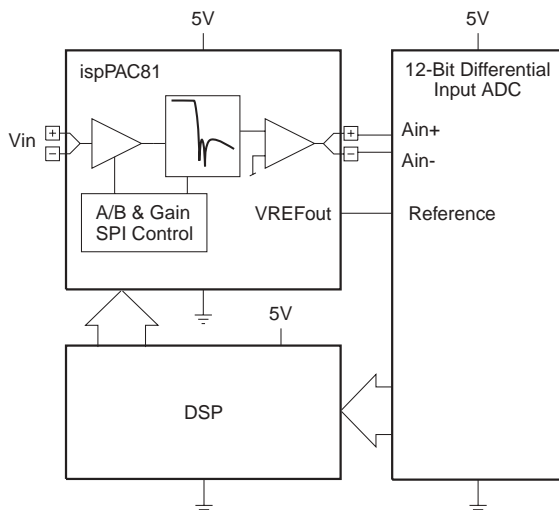 5V
5V
ispPAC81
12-Bit Differential
Input ADC
Vin
+
−
+
−
Ain+
Ain-
A/B & Gain
SPI Control
VREFout
Reference
5V
DSP